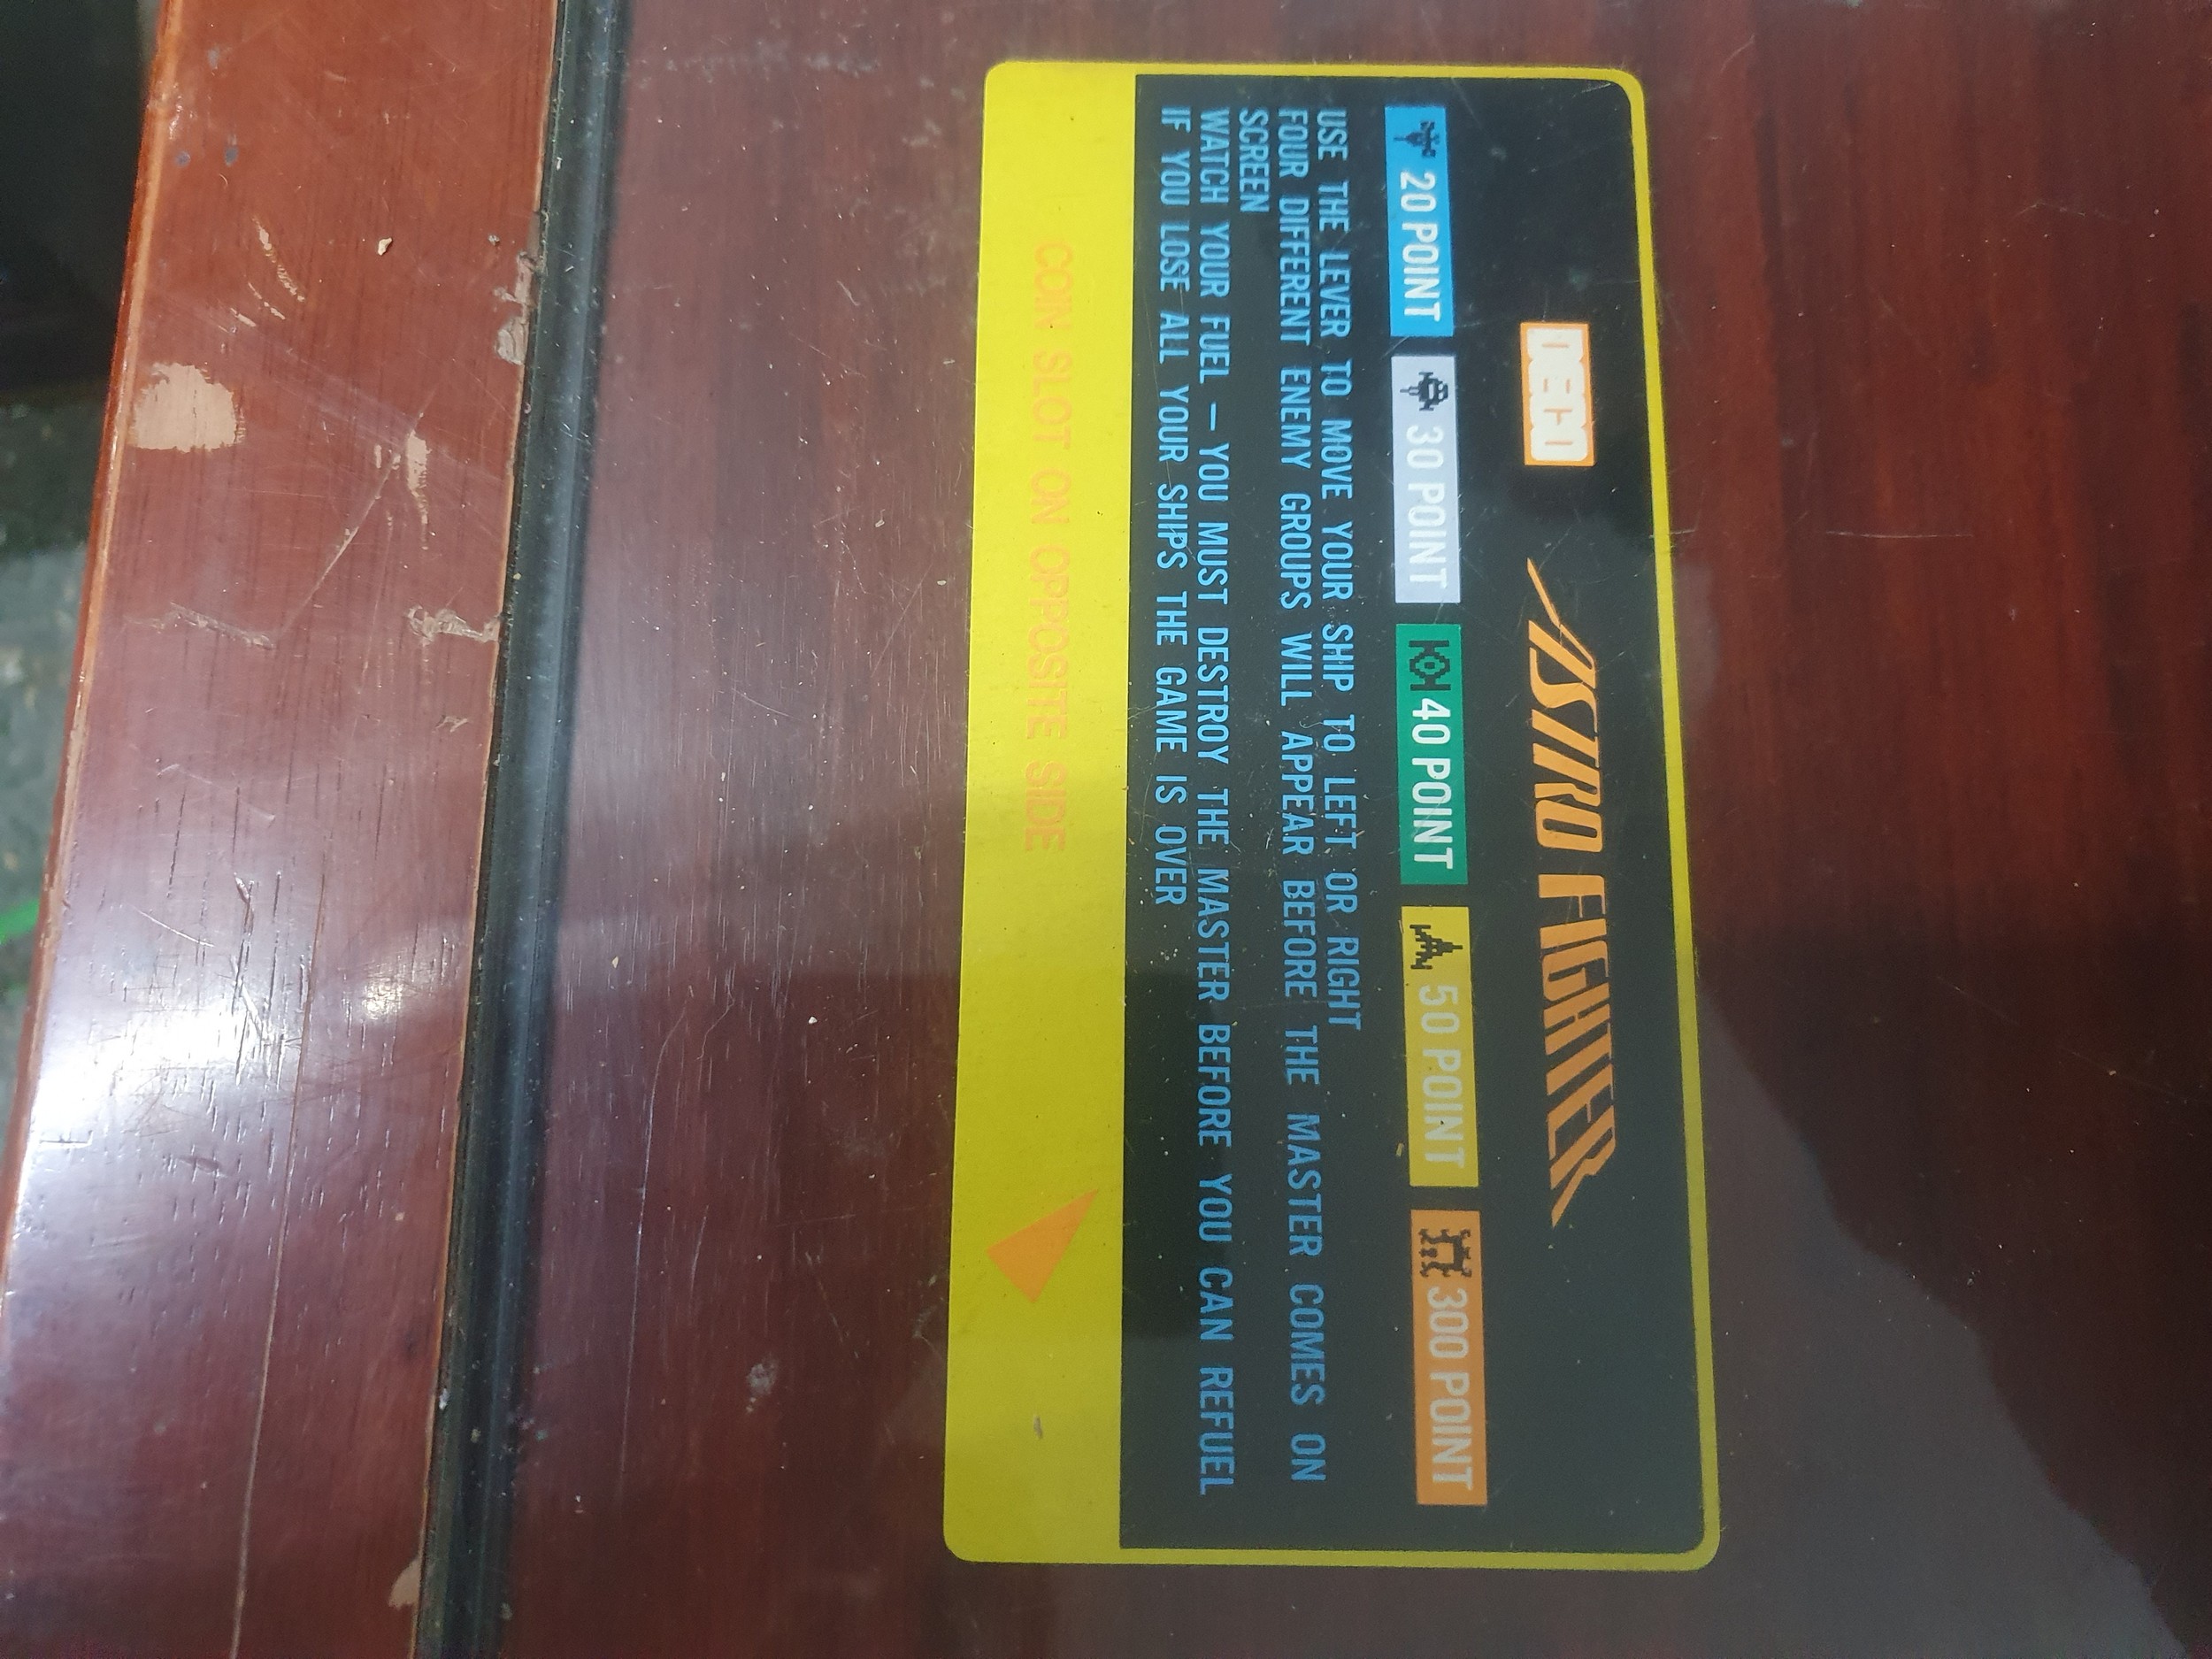 DECO
ASTRO FIGHTER
20 POINT
30 POINT
40 POINT
50 POINT
300 POINT
USE THE LEVER TO MOVE YOUR SHIP TO LEFT OR RIGHT
FOUR DIFFERENT ENEMY GROUPS WILL APPEAR BEFORE THE MASTER COMES ON
SCREEN
WATCH YOUR FUEL – YOU MUST DESTROY THE MASTER BEFORE YOU CAN REFUEL
IF YOU LOSE ALL YOUR SHIPS THE GAME IS OVER
COIN SLOT ON OPPOSITE SIDE